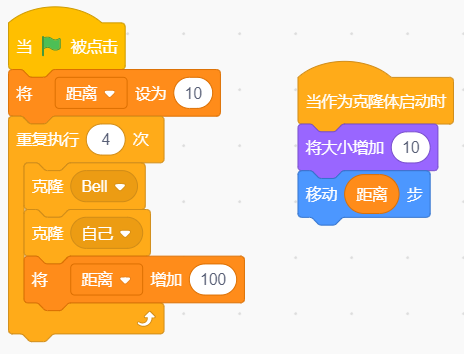 当 被点击
将 距离 设为 10
重复执行 4 次
克隆 Bell
克隆 自己
将 距离 增加 100
当作为克隆体启动时
将大小增加 10
移动 距离 步